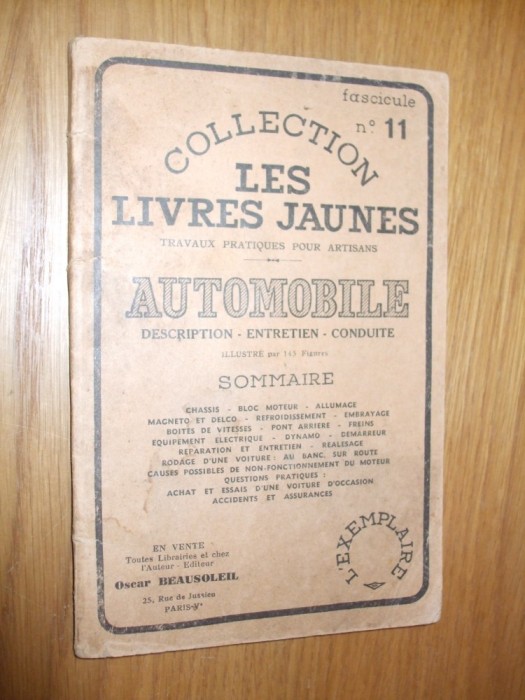 fascicule
n° 11
COLLECTION
LES
LIVRES JAUNES
TRAVAUX PRATIQUES POUR ARTISANS
AUTOMOBILE
DESCRIPTION - ENTRETIEN - CONDUITE
ILLUSTRÉ par 145 Figures
SOMMAIRE
CHASSIS - BLOC MOTEUR - ALLUMAGE
MAGNETO ET DELCO - REFROIDISSEMENT - EMBRAYAGE
BOITES DE VITESSES - PONT ARRIERE - FREINS
EQUIPEMENT ELECTRIQUE - DYNAMO - DEMARREUR
REPARATION ET ENTRETIEN - REALESAGE
RODAGE D'UNE VOITURE : AU BANC, SUR ROUTE
CAUSES POSSIBLES DE NON-FONCTIONNEMENT DU MOTEUR
QUESTIONS PRATIQUES :
ACHAT ET ESSAIS D'UNE VOITURE D'OCCASION
ACCIDENTS ET ASSURANCES
EN VENTE
Toutes Librairies et chez
l'Auteur - Editeur
Oscar BEAUSOLEIL
25, Rue de Jussieu
PARIS-V°
L'EXEMPLAIRE